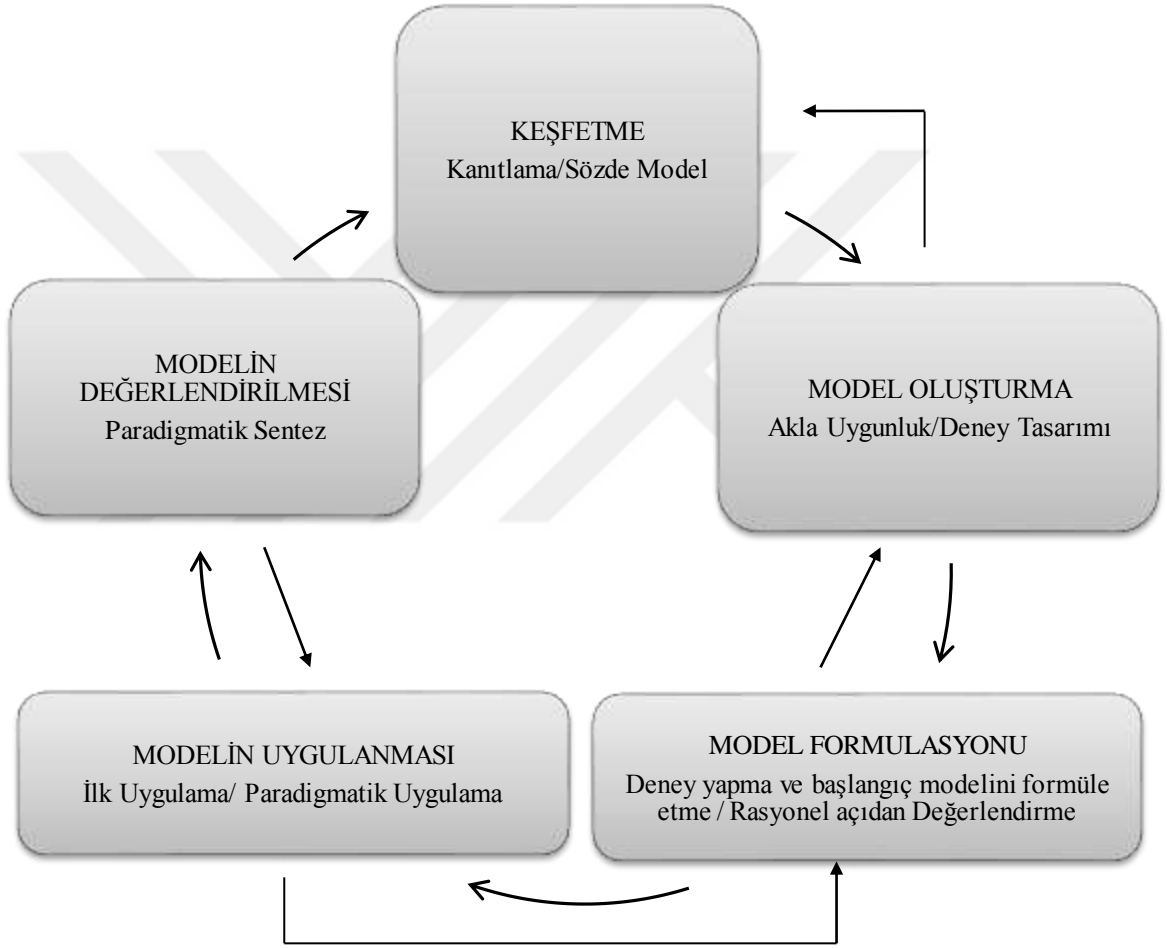 KEŞFETME
Kanıtlama/Sözde Model
MODEL OLUŞTURMA
Akla Uygunluk/Deney Tasarımı
MODEL FORMULASYONU
Deney yapma ve başlangıç modelini formüle
etme / Rasyonel açıdan Değerlendirme
MODELİN UYGULANMASI
İlk Uygulama/ Paradigmatik Uygulama
MODELİN
DEĞERLENDİRİLMESİ
Paradigmatik Sentez